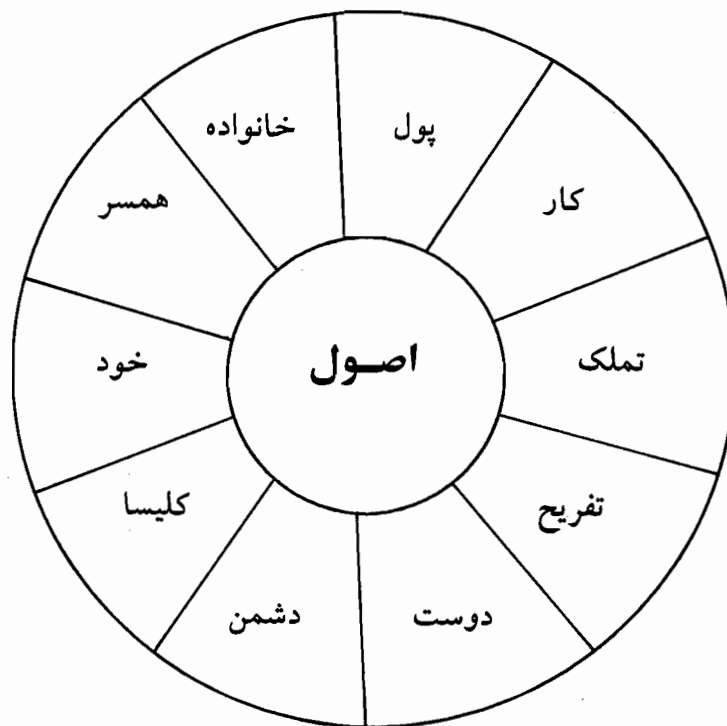 پول
خانواده
کار
همسر
اصول
تملک
خود
تفریح
کلیسا
دوست
دشمن